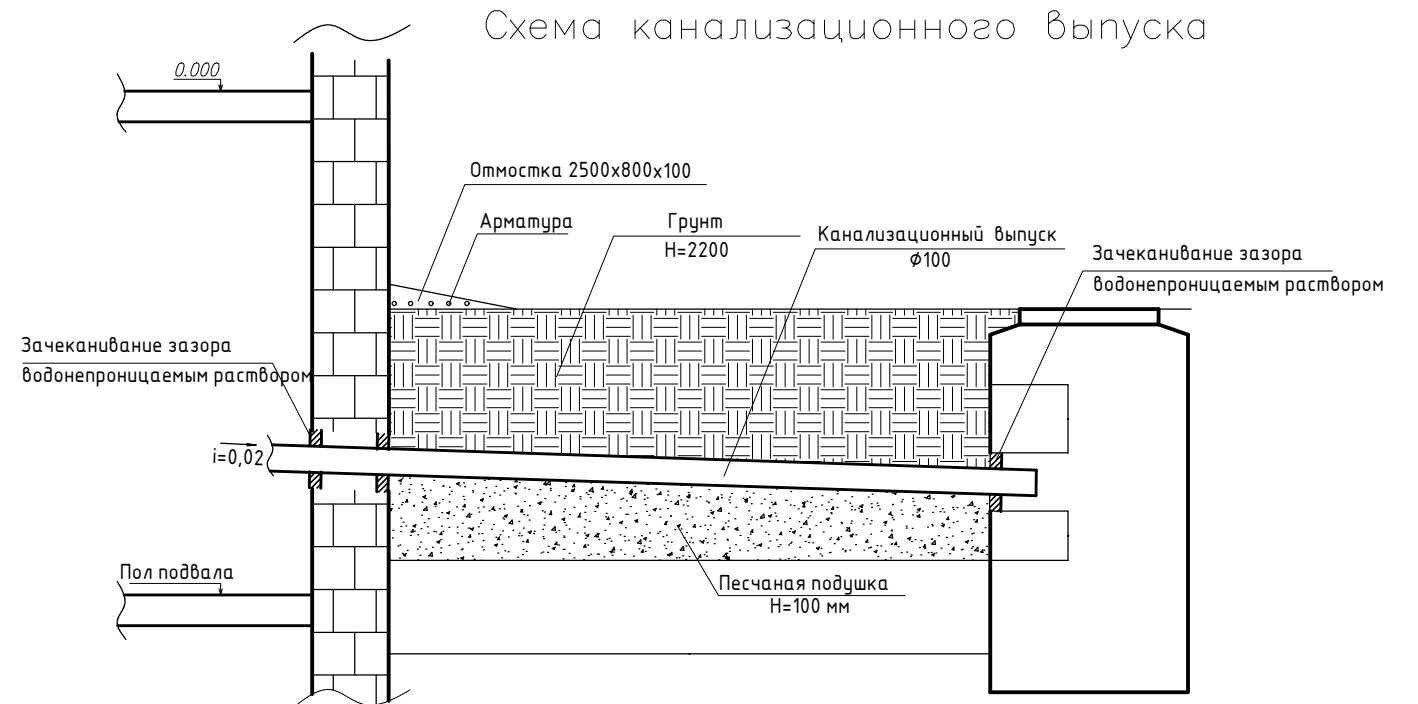 Схема канализационного выпуска
0.000
Отмостка 2500х800х100
Арматура
Грунт
H=2200
Канализационный выпуск
ϕ100
Зачеканивание зазора
водонепроницаемым раствором
Зачеканивание зазора
водонепроницаемым раствором
i=0,02
Пол подвала
Песчаная подушка
H=100 мм